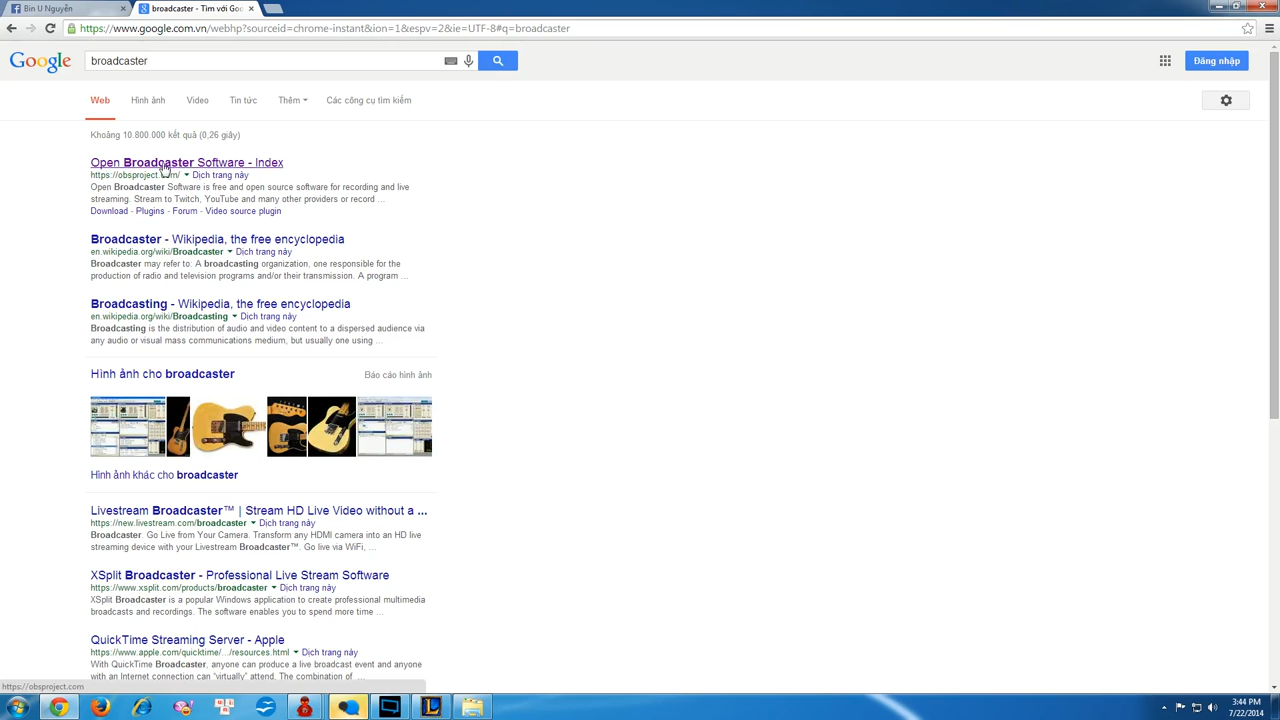 Bin U Nguyễn
broadcaster - Tìm với Goo
https://www.google.com.vn/webhp?sourceid=chrome-instant&ion=1&espv=2&ie=UTF-8#q=broadcaster
Google
broadcaster
Đăng nhập
Web Hình ảnh Video Tin tức Thêm Các công cụ tìm kiếm
Khoảng 10.800.000 kết quả (0,26 giây)
Open Broadcaster Software - Index
https://obsproject.com/ Dịch trang này
Open Broadcaster Software is free and open source software for recording and live
streaming. Stream to Twitch, YouTube and many other providers or record ...
Download - Plugins - Forum - Video source plugin
Broadcaster - Wikipedia, the free encyclopedia
en.wikipedia.org/wiki/Broadcaster Dịch trang này
Broadcaster may refer to: A broadcasting organization, one responsible for the
production of radio and television programs and/or their transmission. A program ...
Broadcasting - Wikipedia, the free encyclopedia
en.wikipedia.org/wiki/Broadcasting Dịch trang này
Broadcasting is the distribution of audio and video content to a dispersed audience via
any audio or visual mass communications medium, but usually one using ...
Hình ảnh cho broadcaster
Báo cáo hình ảnh
Hình ảnh khác cho broadcaster
Livestream Broadcaster™ | Stream HD Live Video without a ...
https://new.livestream.com/broadcaster Dịch trang này
Broadcaster. Go Live from Your Camera. Transform any HDMI camera into an HD live
streaming device with your Livestream Broadcaster™. Go live via WiFi, ...
XSplit Broadcaster - Professional Live Stream Software
https://www.xsplit.com/products/broadcaster Dịch trang này
XSplit Broadcaster is a popular Windows application to create professional multimedia
broadcasts and recordings. The software enables you to spend more time ...
QuickTime Streaming Server - Apple
https://www.apple.com/quicktime/.../resources.html Dịch trang này
With QuickTime Broadcaster, anyone can produce a live broadcast event and anyone
with an Internet connection can "virtually" attend. The combination of ...
https://obsproject.com
3:44 PM
7/22/2014